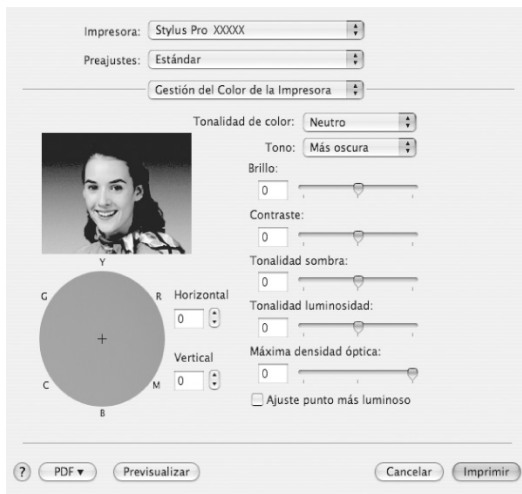 Impresora: Stylus Pro XXXXX
Preajustes: Estándar
Gestión del Color de la Impresora
Tonalidad de color: Neutro
Tono: Más oscura
Brillo:
0
Contraste:
0
Tonalidad sombra:
0
Tonalidad luminosidad:
0
Máxima densidad óptica:
0
Ajuste punto más luminoso
Y
G R
C M
B
Horizontal
0
Vertical
0
? PDF Previsualizar Cancelar Imprimir